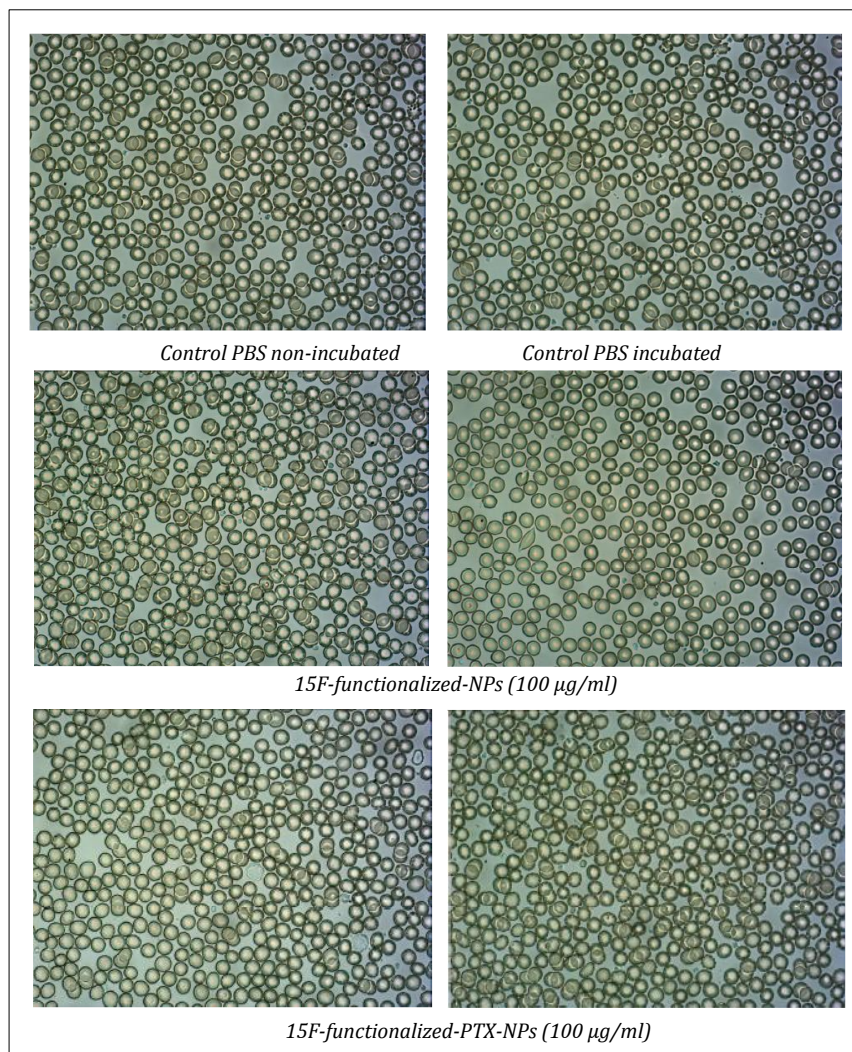 Control PBS non-incubated
Control PBS incubated
15F-functionalized-NPs (100 μg/ml)
15F-functionalized-PTX-NPs (100 μg/ml)